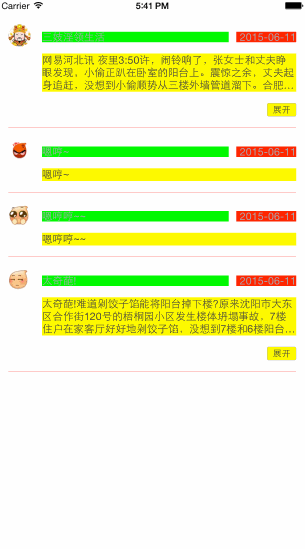 Carrier 5:41 PM
2015-06-11
网易河北讯 夜里3:50许，闹铃响了，张女士和丈夫睁
眼发现，小偷正趴在卧室的阳台上。震惊之余，丈夫起
身追赶，没想到小偷顺势从三楼外墙管道溜下。合肥...
展开
嗯哼~ 2015-06-11
嗯哼~
嗯哼哼~~ 2015-06-11
嗯哼哼~~
太奇葩! 2015-06-11
太奇葩!难道剁饺子馅能将阳台掉下楼?原来沈阳市大东
区合作街120号的梧桐园小区发生楼体坍塌事故，7楼
住户在家客厅好好地剁饺子馅，没想到7楼和6楼阳台...
展开